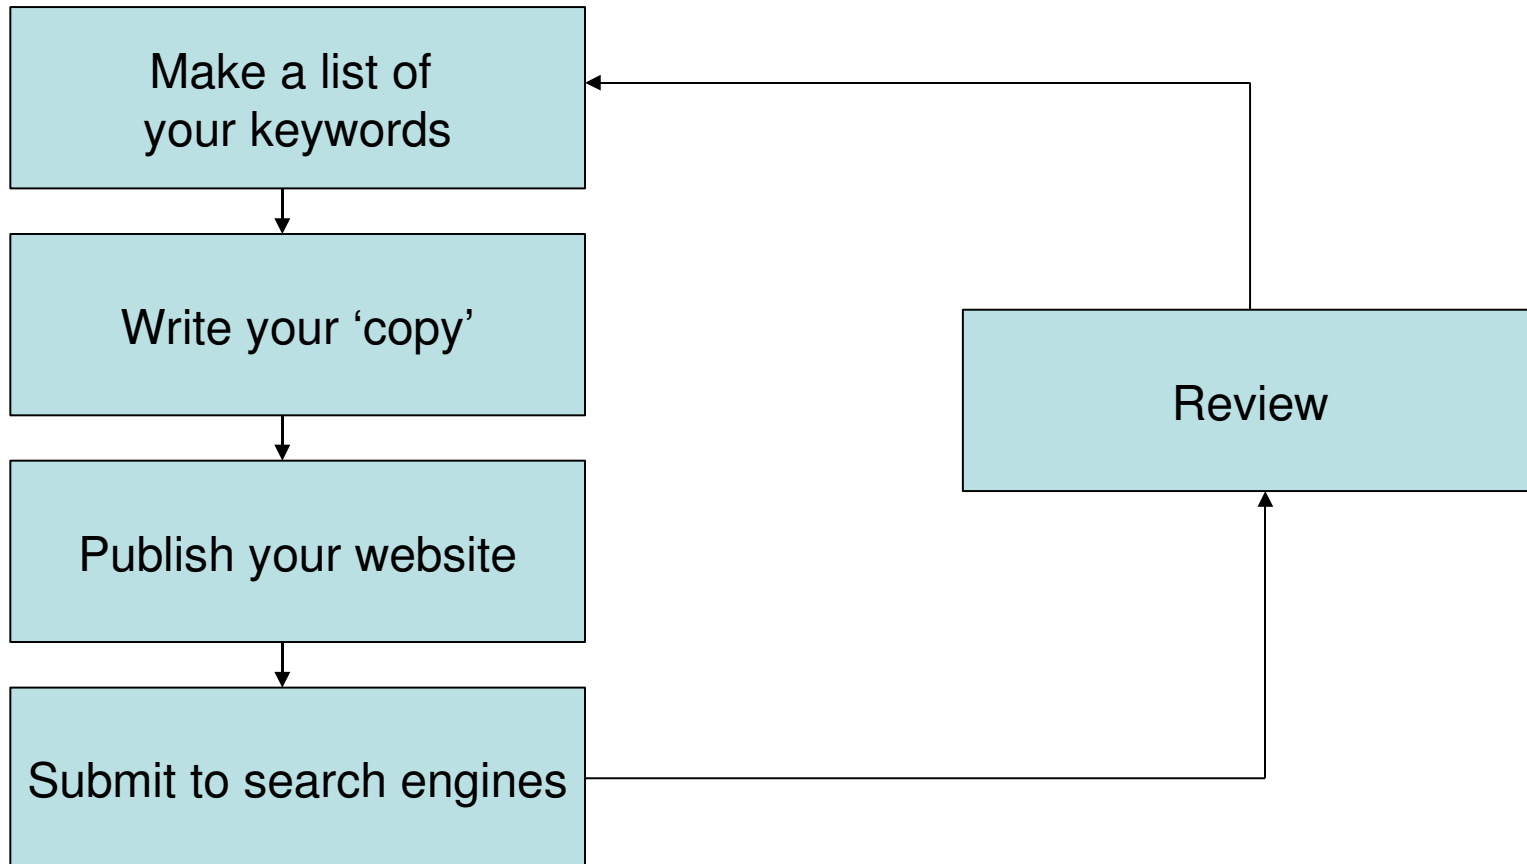 Make a list of
your keywords
Write your ‘copy’
Review
Publish your website
Submit to search engines